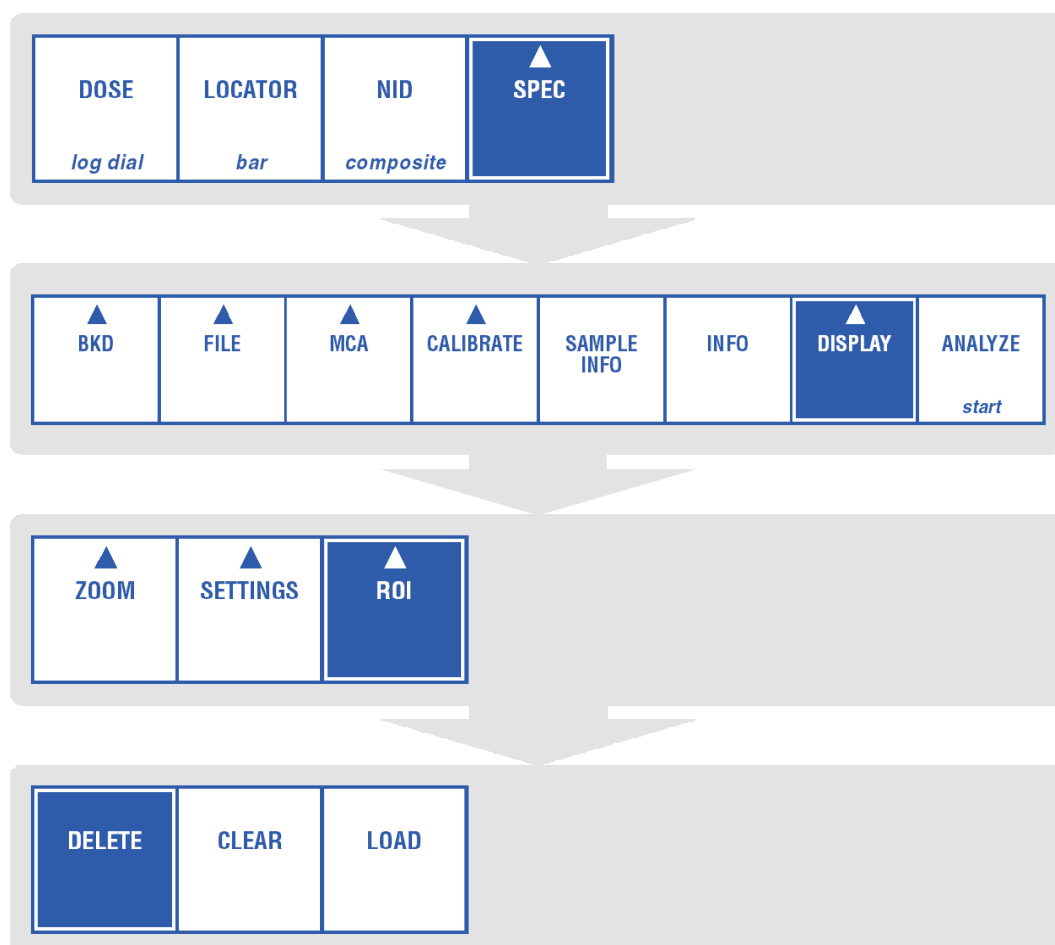 DOSE LOCATOR NID SPEC
log dial bar composite
BKD FILE MCA CALIBRATE SAMPLE INFO DISPLAY ANALYZE
INFO
start
ZOOM SETTINGS ROI
DELETE CLEAR LOAD